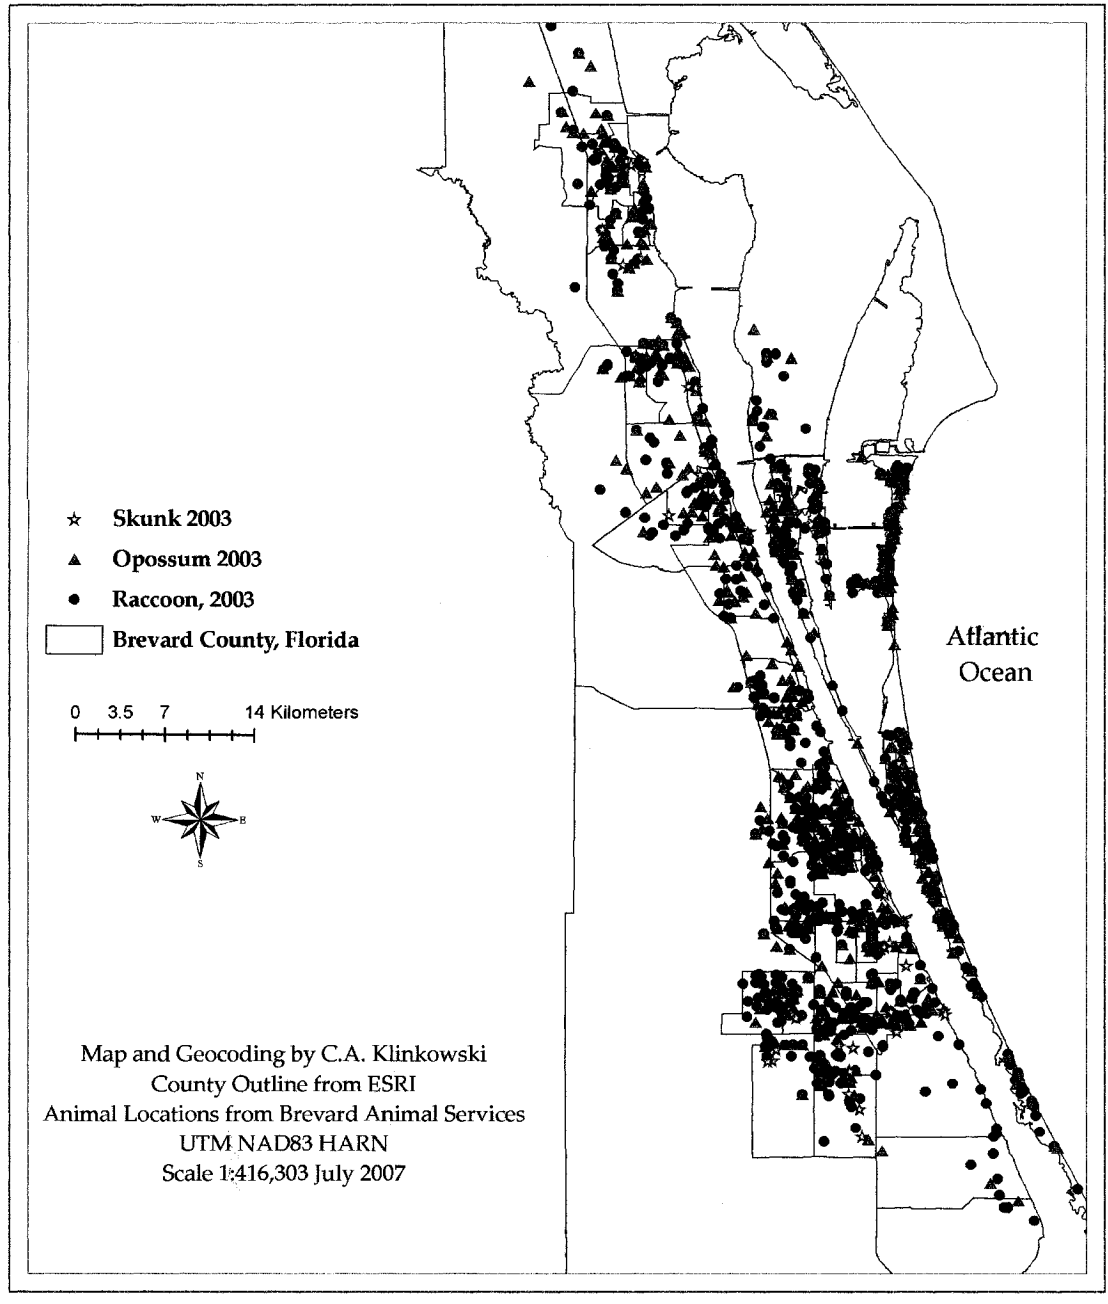 Skunk 2003
Opossum 2003
Raccoon, 2003
Brevard County, Florida
0 3.5 7 14 Kilometers
N
W E
S
Atlantic
Ocean
Map and Geocoding by C.A. Klinkowski
County Outline from ESRI
Animal Locations from Brevard Animal Services
UTM NAD83 HARN
Scale 1:416,303 July 2007